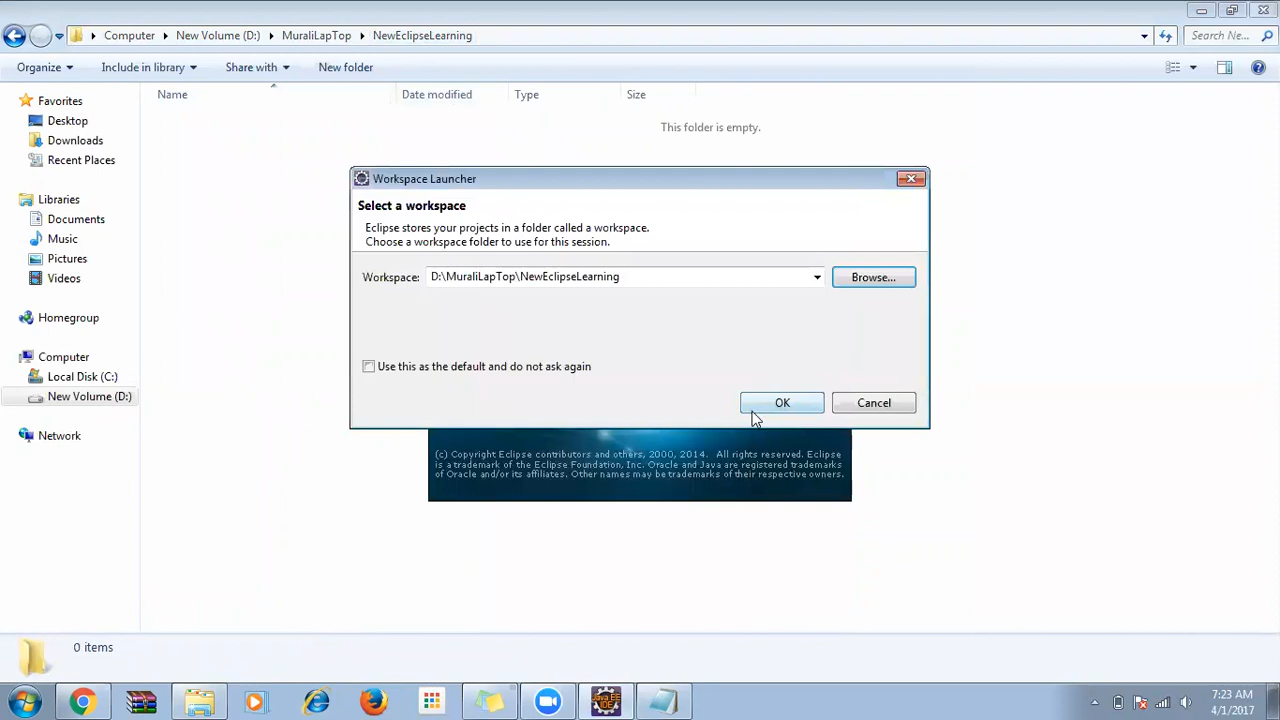 Computer ▸ New Volume (D:) ▸ MuraliLapTop ▸ NewEclipseLearning
Search Ne...
Organize
Include in library
Share with
New folder
Favorites
Desktop
Downloads
Recent Places
Libraries
Documents
Music
Pictures
Videos
Homegroup
Computer
Local Disk (C:)
New Volume (D:)
Network
Name
Date modified
Type
Size
This folder is empty.
Workspace Launcher
Select a workspace
Eclipse stores your projects in a folder called a workspace.
Choose a workspace folder to use for this session.
Workspace: D:\MuraliLapTop\NewEclipseLearning
Browse...
Use this as the default and do not ask again
OK
Cancel
(c) Copyright Eclipse contributors and others, 2000, 2014. All rights reserved. Eclipse
is a trademark of the Eclipse Foundation, Inc. Oracle and Java are registered trademarks
of Oracle and/or its affiliates. Other names may be trademarks of their respective owners.
0 items
Java EE
IDE
7:23 AM
4/1/2017